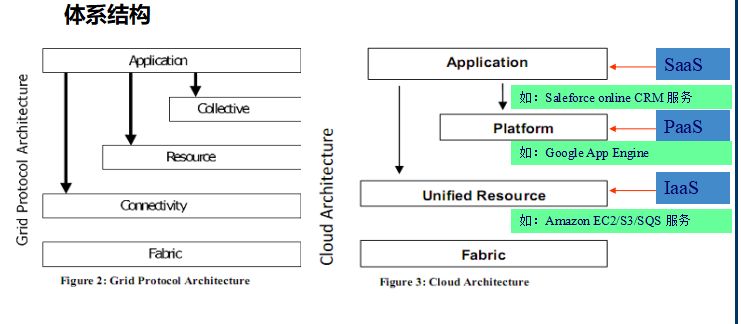 体系结构
Grid Protocol Architecture
Application
Collective
Resource
Connectivity
Fabric
Figure 2: Grid Protocol Architecture
Cloud Architecture
Application
SaaS
如：Saleforce online CRM 服务
Platform
PaaS
如：Google App Engine
Unified Resource
IaaS
如：Amazon EC2/S3/SQS 服务
Fabric
Figure 3: Cloud Architecture